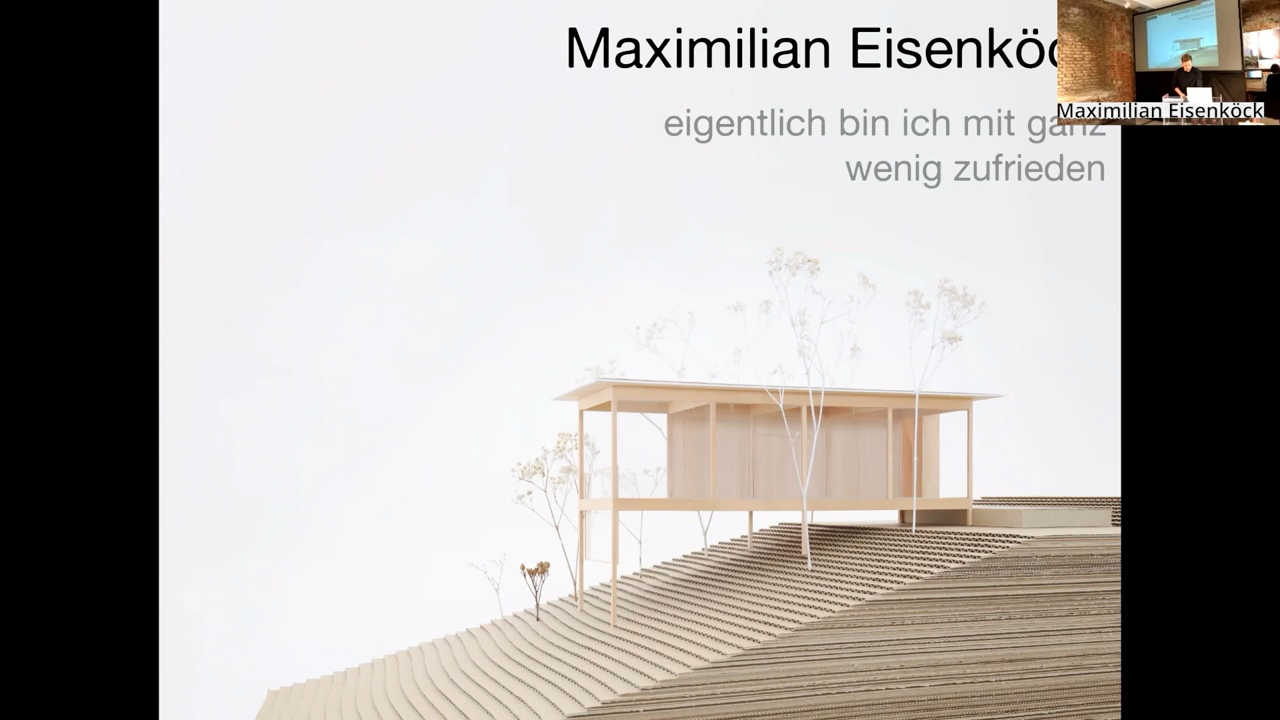 Maximilian Eisenköc
Maximilian Eisenköck
eigentlich bin ich mit ganz
wenig zufrieden